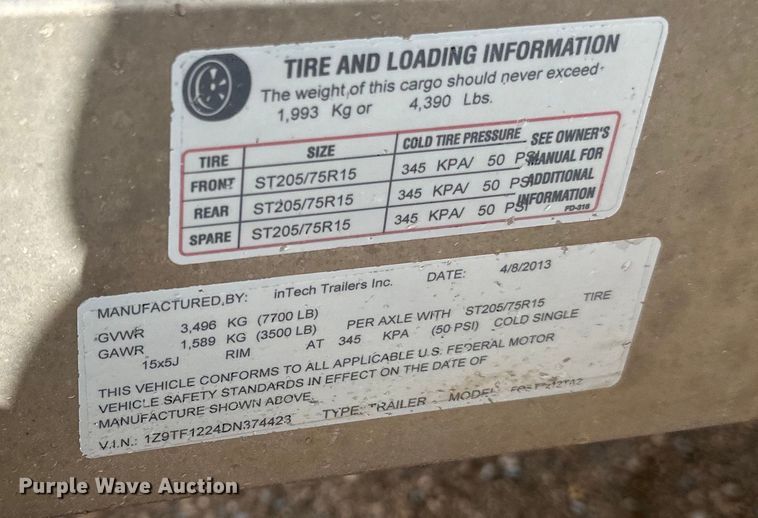 TIRE AND LOADING INFORMATION
The weight of this cargo should never exceed
1,993 Kg or 4,390 Lbs.
TIRE SIZE COLD TIRE PRESSURE
FRONT ST205/75R15 345 KPA/ 50 PSI
REAR ST205/75R15 345 KPA/ 50 PSI
SPARE ST205/75R15 345 KPA/ 50 PSI
SEE OWNER'S
MANUAL FOR
ADDITIONAL
INFORMATION
FD-316
MANUFACTURED BY: inTech Trailers Inc. DATE: 4/8/2013
GVWR 3,496 KG (7700 LB)
GAWR 1,589 KG (3500 LB) PER AXLE WITH ST205/75R15 TIRE
15x5J RIM AT 345 KPA (50 PSI) COLD SINGLE
THIS VEHICLE CONFORMS TO ALL APPLICABLE U.S. FEDERAL MOTOR
VEHICLE SAFETY STANDARDS IN EFFECT ON THE DATE OF
MANUFACTURE SHOWN ABOVE.
V.I.N.: 1Z9TF1224DN374423 TYPE: TRAILER MODEL:
Purple Wave Auction